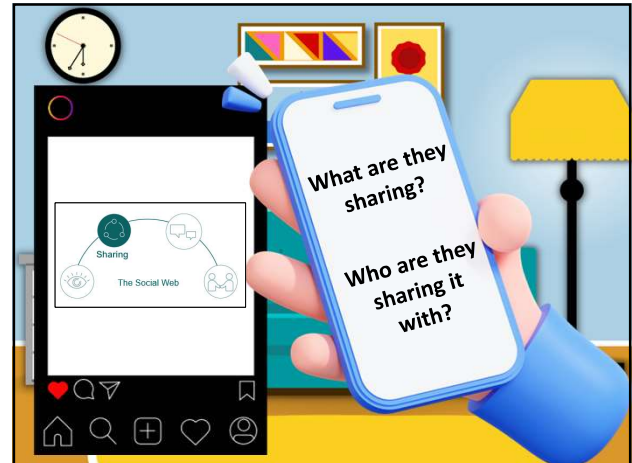 Sharing
The Social Web
What are they
sharing?
Who are they
sharing it
with?